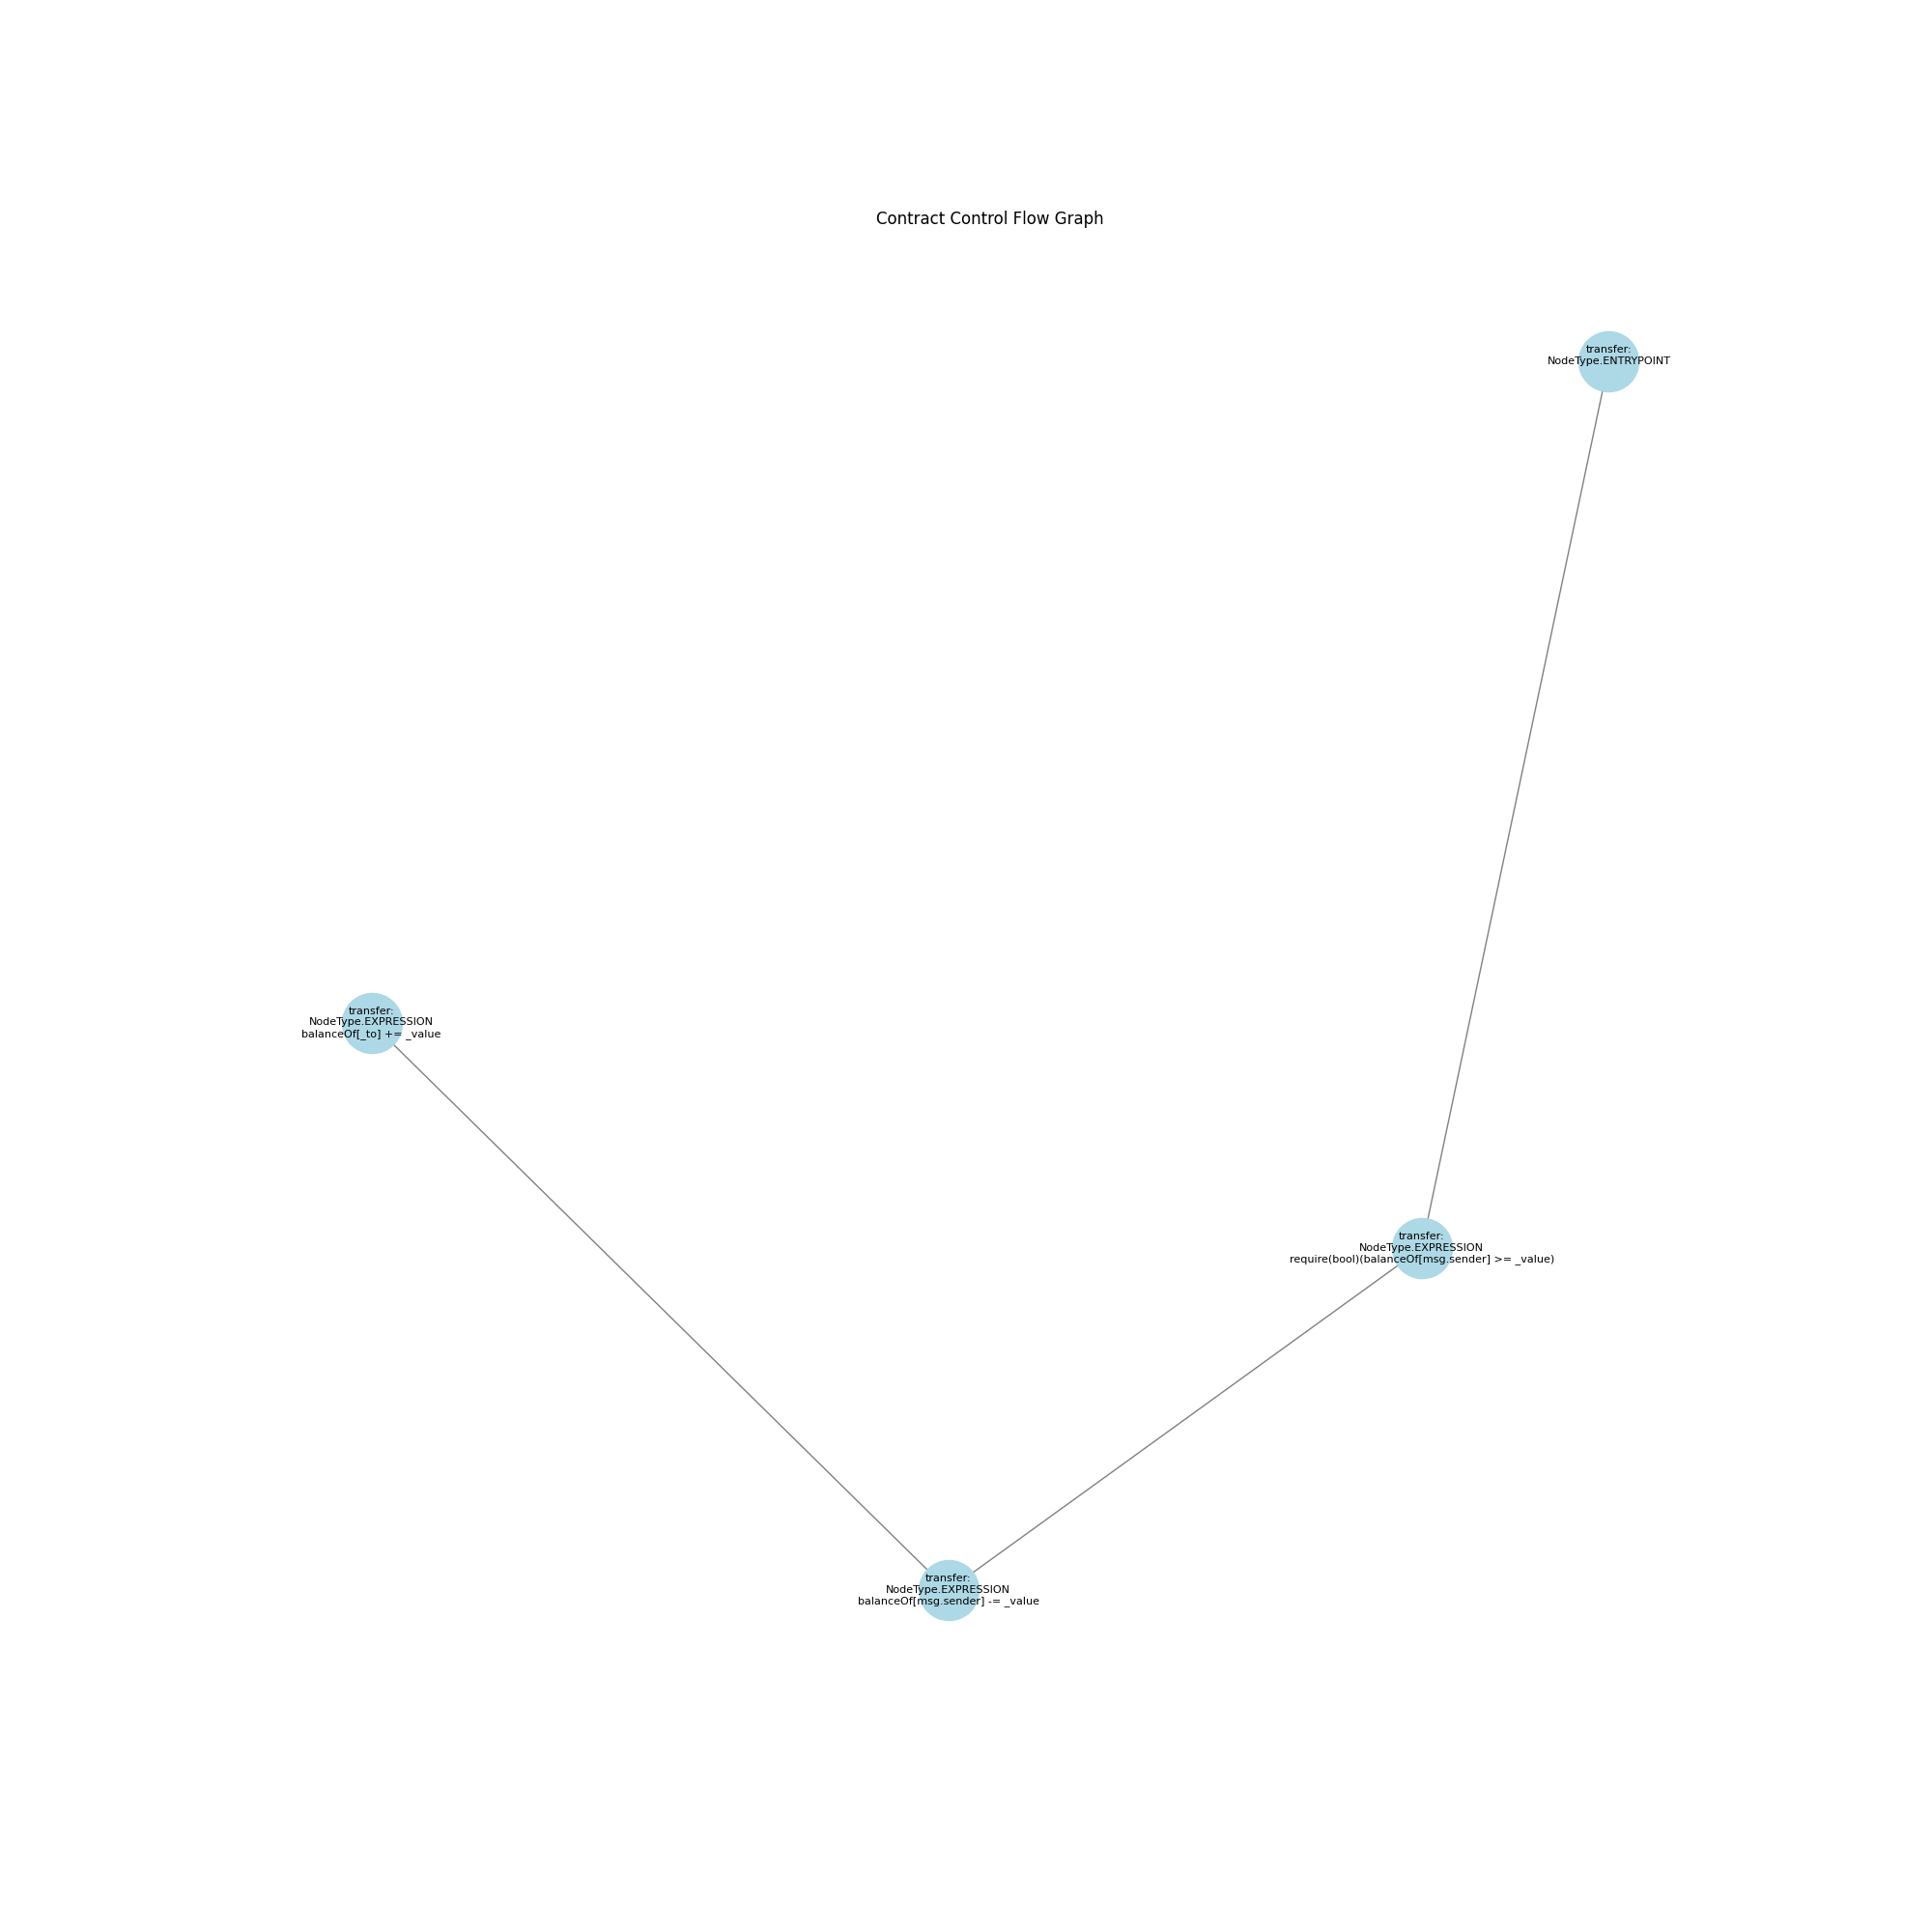 Contract Control Flow Graph
transfer:
NodeType.ENTRYPOINT
transfer:
NodeType.EXPRESSION
balanceOf[_to] += _value
transfer:
NodeType.EXPRESSION
require(bool)(balanceOf[msg.sender] >= _value)
transfer:
NodeType.EXPRESSION
balanceOf[msg.sender] -= _value